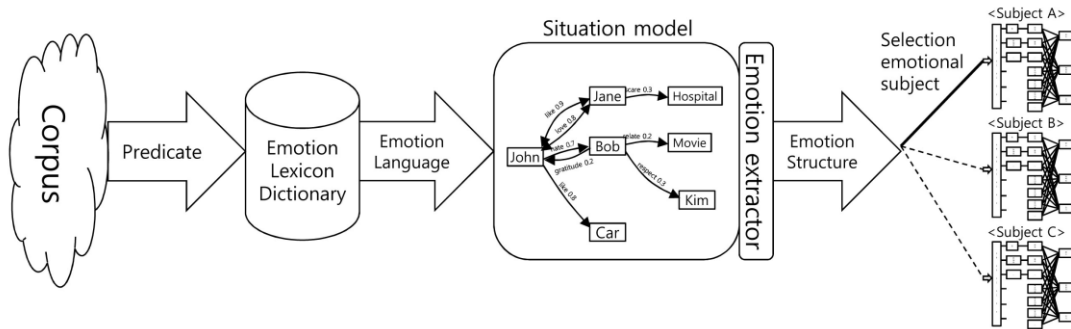 Corpus
Predicate
Emotion
Lexicon
Dictionary
Emotion
Language
Situation model
John
Jane
Hospital
Bob
Movie
Kim
Car
like 0.9
love 0.8
scare 0.3
hate 0.7
gratitude 0.2
relate 0.2
respect 0.3
like 0.8
Emotion extractor
Emotion
Structure
Selection
emotional
subject
<Subject A>
<Subject B>
<Subject C>